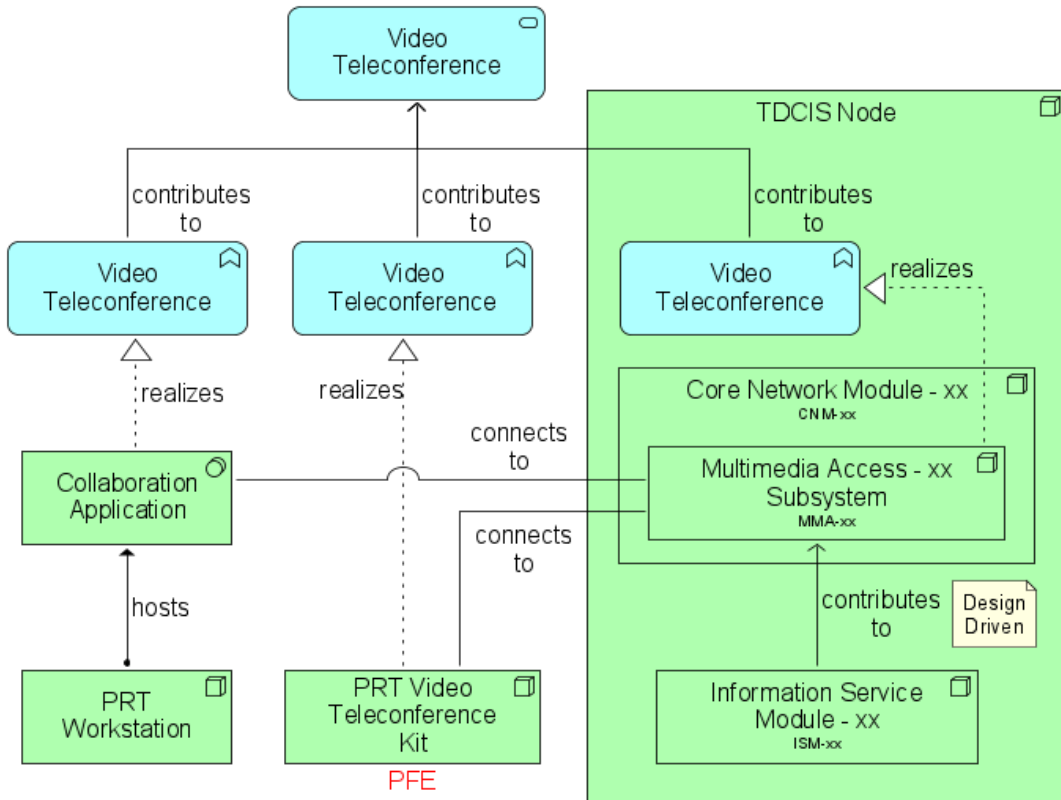 Video
Teleconference
TDCIS Node
contributes
to
contributes
to
contributes
to
Video
Teleconference
Video
Teleconference
Video
Teleconference
realizes
realizes
realizes
Core Network Module - xx
CNM-xx
connects
to
Collaboration
Application
Multimedia Access - xx
Subsystem
MMA-xx
connects
to
hosts
contributes
to
Design
Driven
PRT
Workstation
PRT Video
Teleconference
Kit
PFE
Information Service
Module - xx
ISM-xx